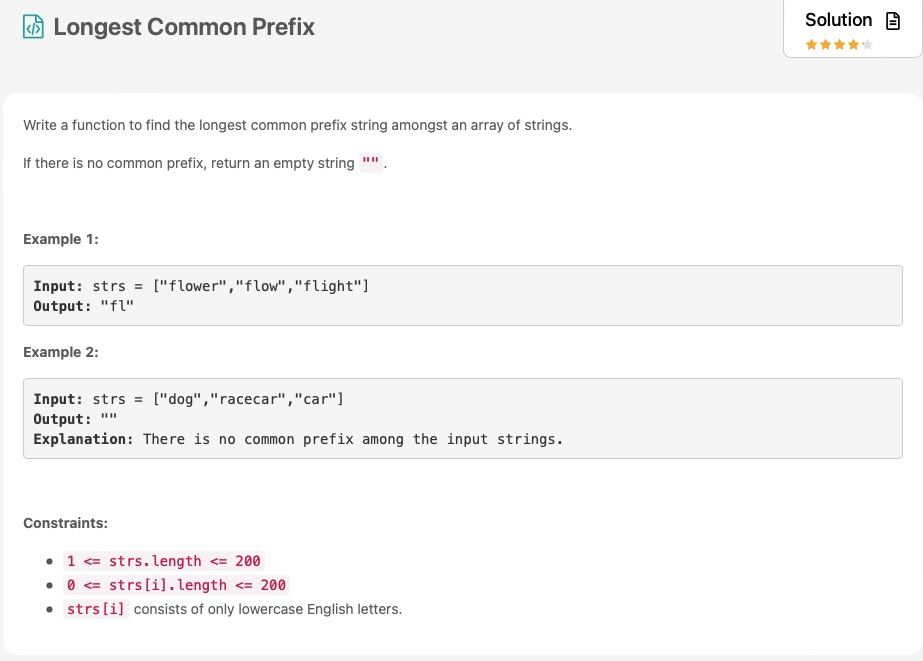 Longest Common Prefix
Solution
Write a function to find the longest common prefix string amongst an array of strings.
If there is no common prefix, return an empty string "".
Example 1:
Input: strs = ["flower","flow","flight"]
Output: "fl"
Example 2:
Input: strs = ["dog","racecar","car"]
Output: ""
Explanation: There is no common prefix among the input strings.
Constraints:
1 <= strs.length <= 200
0 <= strs[i].length <= 200
strs[i] consists of only lowercase English letters.